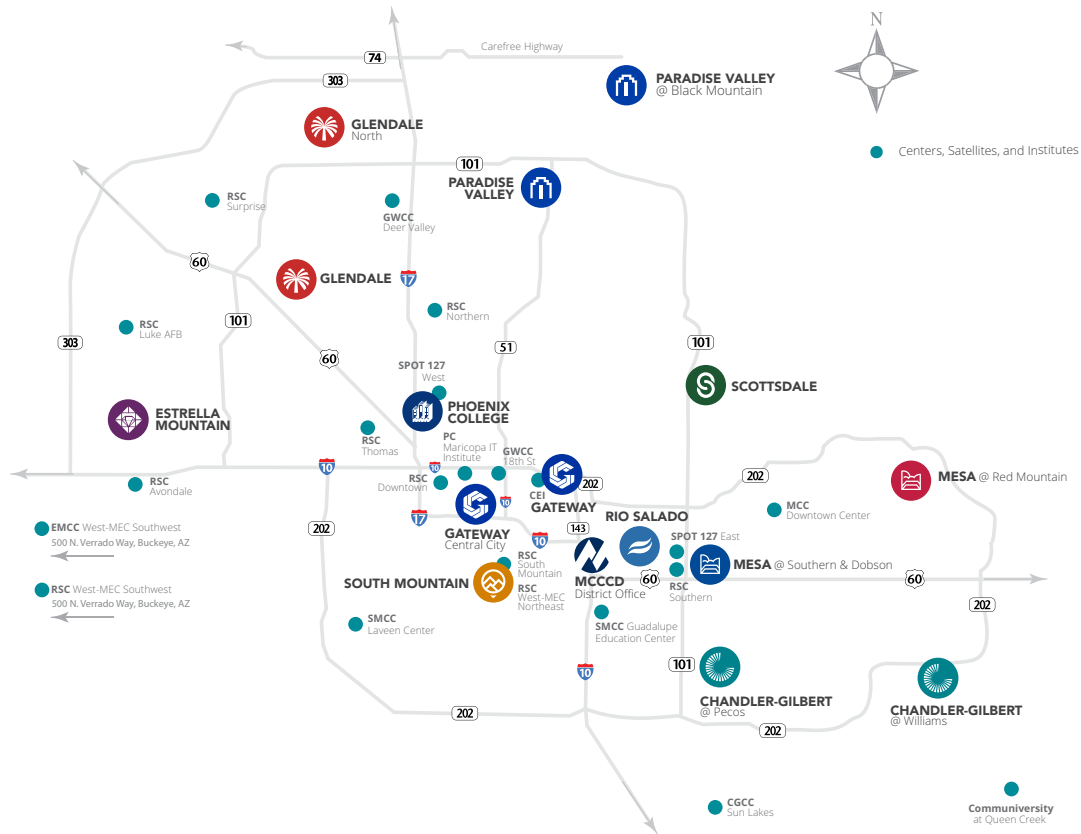 N
Carefree Highway
74
303
PARADISE VALLEY
@ Black Mountain
GLENDALE
North
Centers, Satellites, and Institutes
101
PARADISE
VALLEY
RSC
Surprise
GWCC
Deer Valley
60
GLENDALE
17
RSC
Northern
101
RSC
Luke AFB
303
60
51
101
SPOT 127
West
SCOTTSDALE
ESTRELLA
MOUNTAIN
PHOENIX
COLLEGE
RSC
Thomas
PC
Maricopa IT
Institute
GWCC
18th St
10
10
RSC
Downtown
RSC
Avondale
CEI
GATEWAY
202
202
MESA @ Red Mountain
10
MCC
Downtown Center
EMCC West-MEC Southwest
500 N. Verrado Way, Buckeye, AZ
202
17
GATEWAY
Central City
143
10
RIO SALADO
SPOT 127 East
MESA @ Southern & Dobson
RSC
South
Mountain
SOUTH MOUNTAIN
RSC
West-MEC
Northeast
MCCCD
District Office
60
RSC
Southern
60
RSC West-MEC Southwest
500 N. Verrado Way, Buckeye, AZ
202
SMCC
Laveen Center
SMCC Guadalupe
Education Center
10
101
CHANDLER-GILBERT
@ Pecos
CHANDLER-GILBERT
@ Williams
202
202
CGCC
Sun Lakes
Communiversity
at Queen Creek